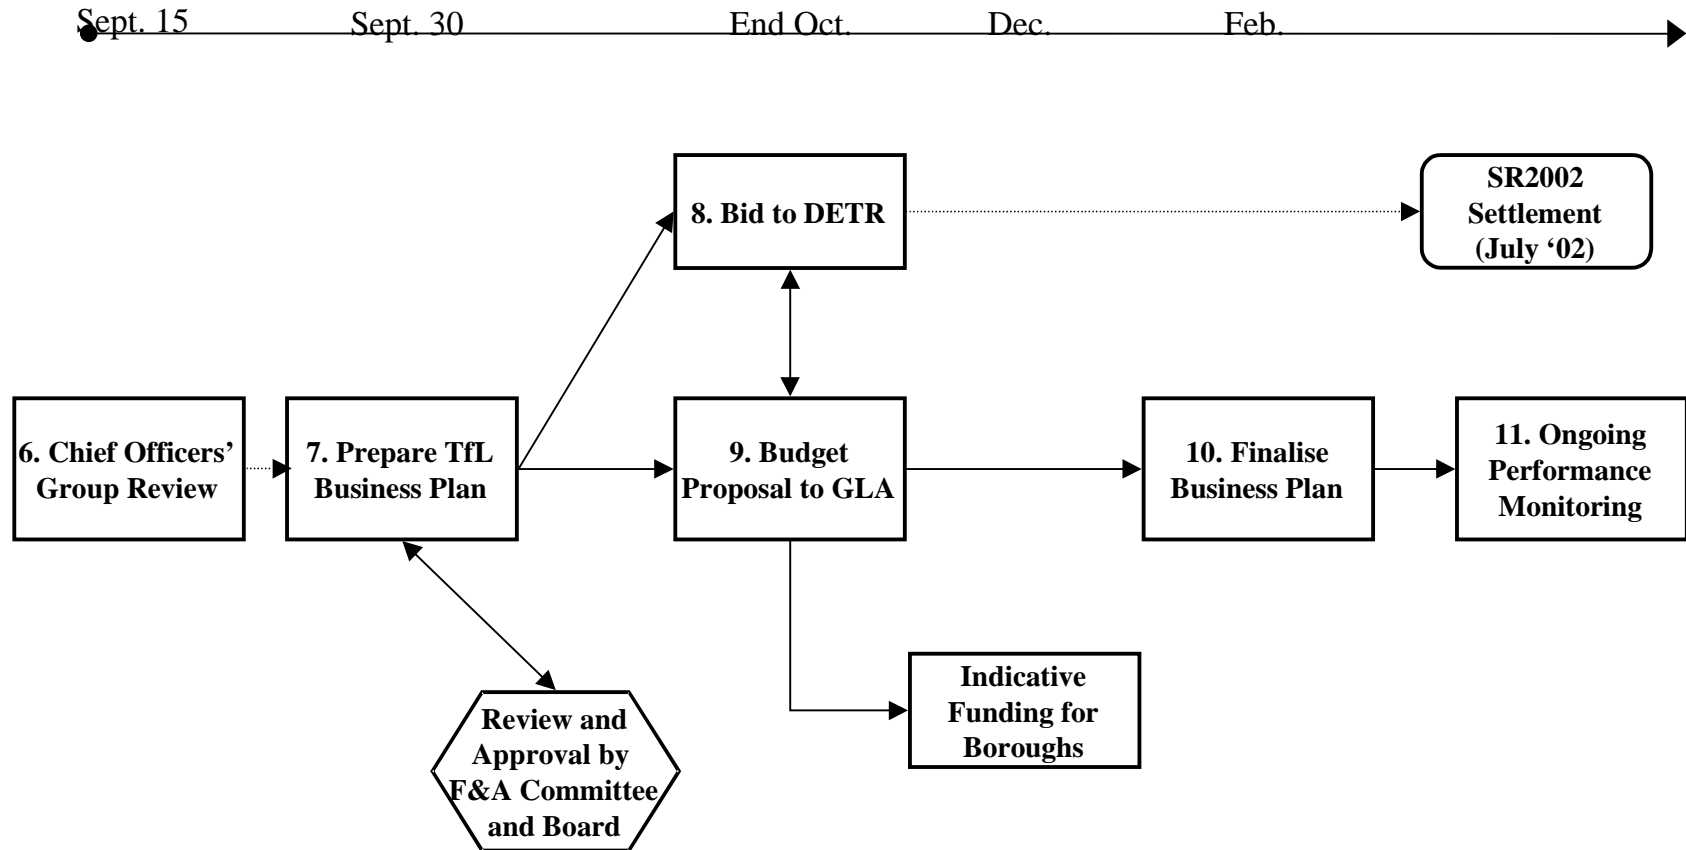 Sept. 15
Sept. 30
End Oct.
Dec.
Feb.
8. Bid to DETR
SR2002
Settlement
(July ‘02)
6. Chief Officers’
Group Review
7. Prepare TfL
Business Plan
9. Budget
Proposal to GLA
10. Finalise
Business Plan
11. Ongoing
Performance
Monitoring
Indicative
Funding for
Boroughs
Review and
Approval by
F&A Committee
and Board